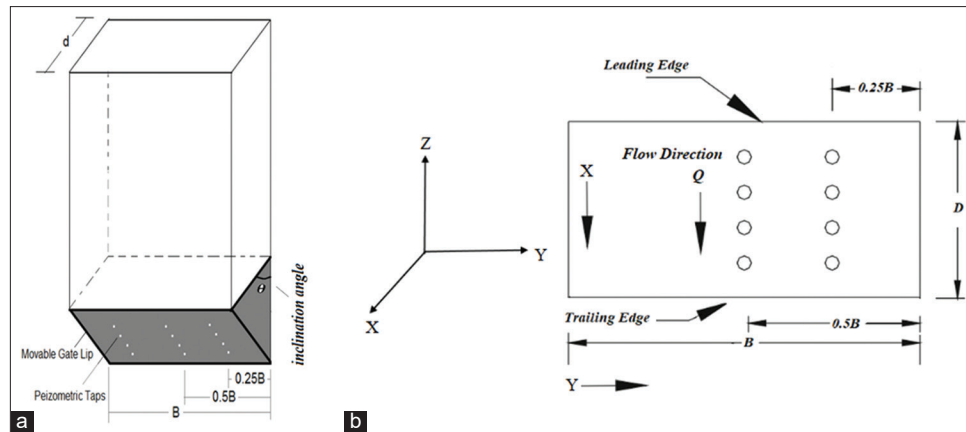 d
θ
inclination angle
Movable Gate Lip
Peizometric Taps
0.25B
0.5B
B
a
Z
Y
X
Leading Edge
0.25B
Flow Direction
X
Q
D
Trailing Edge
0.5B
B
Y
b